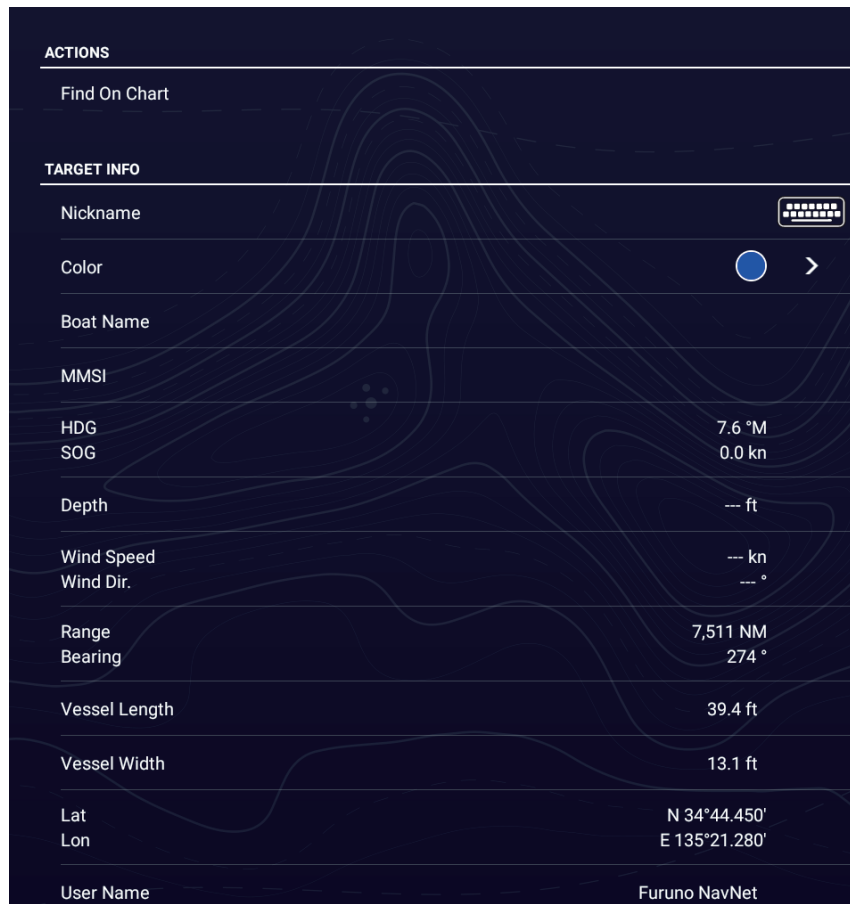 ACTIONS
Find On Chart
TARGET INFO
Nickname
Color
Boat Name
MMSI
HDG 7.6 °M
SOG 0.0 kn
Depth --- ft
Wind Speed --- kn
Wind Dir. --- °
Range 7,511 NM
Bearing 274 °
Vessel Length 39.4 ft
Vessel Width 13.1 ft
Lat N 34°44.450'
Lon E 135°21.280'
User Name Furuno NavNet